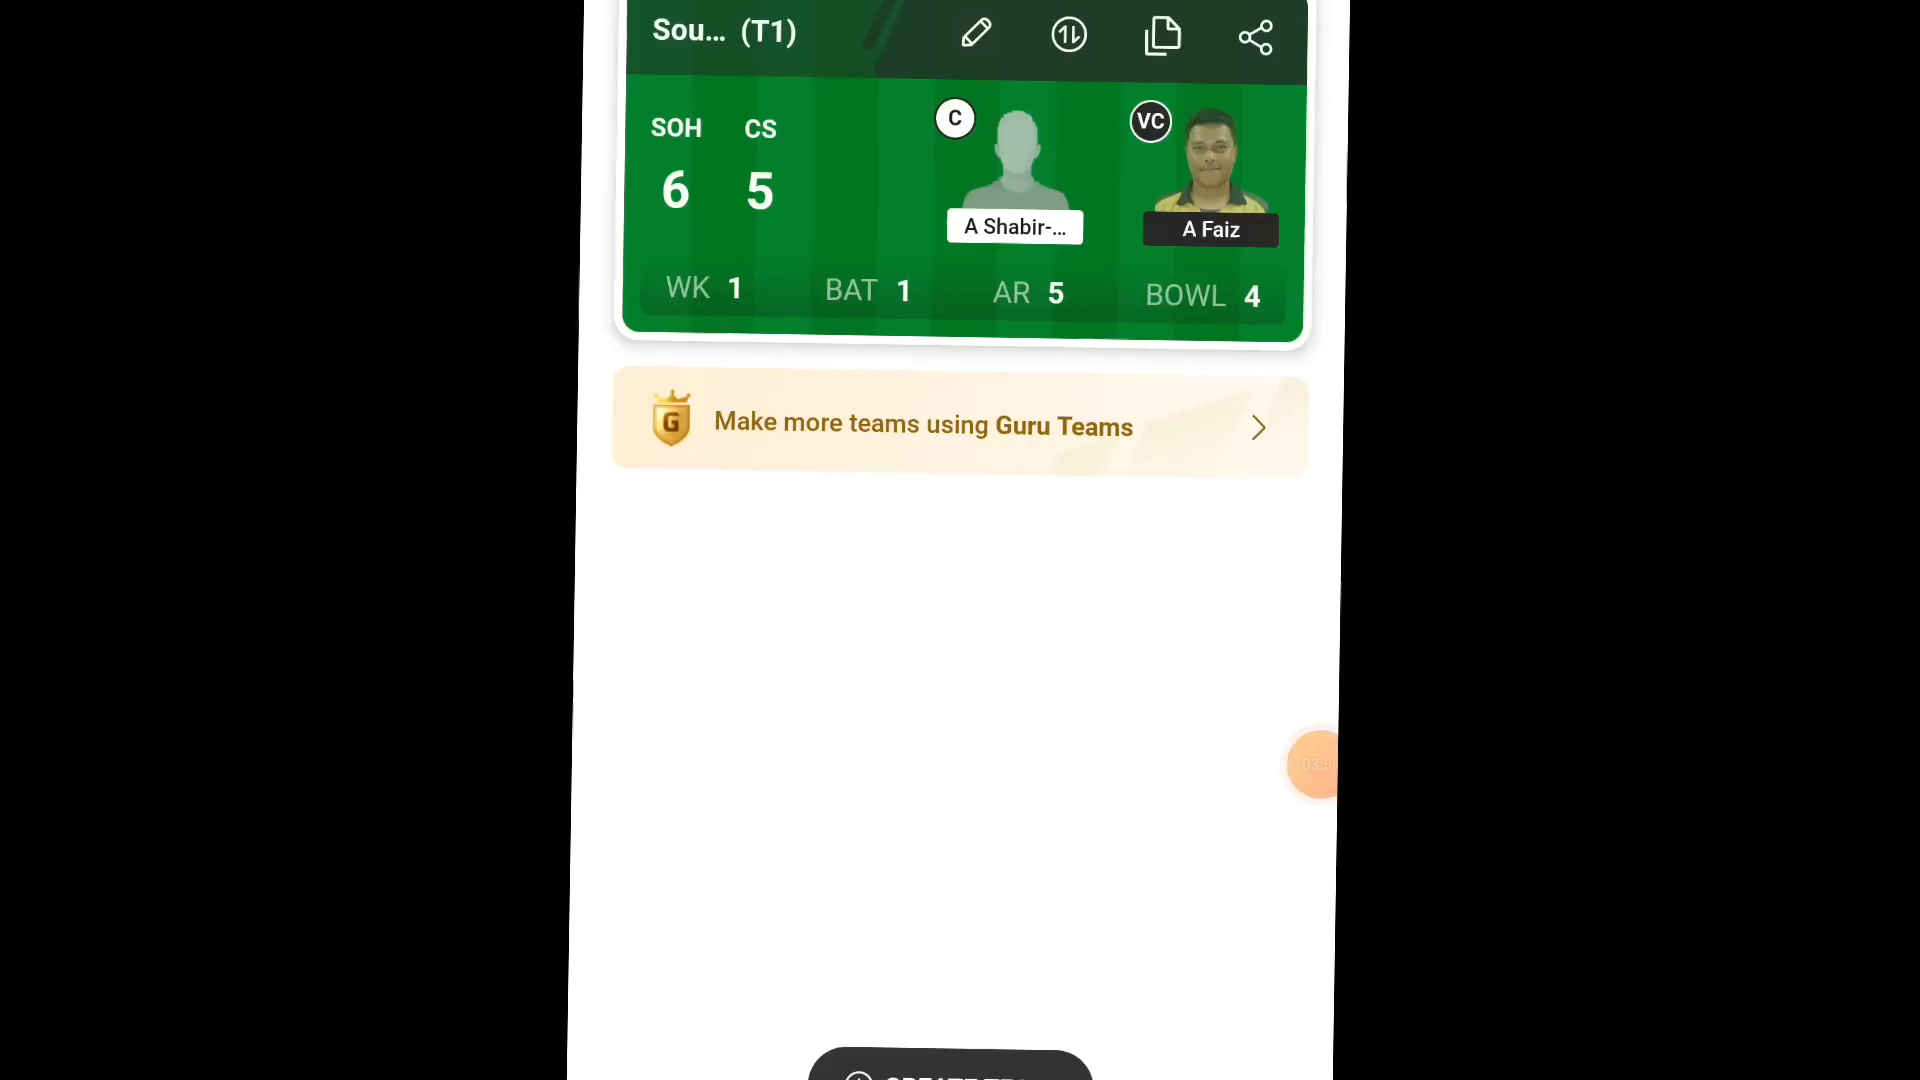 Sou... (T1)
C
VC
SOH CS
6 5
A Shabir-...
A Faiz
WK 1 BAT 1 AR 5 BOWL 4
G Make more teams using Guru Teams